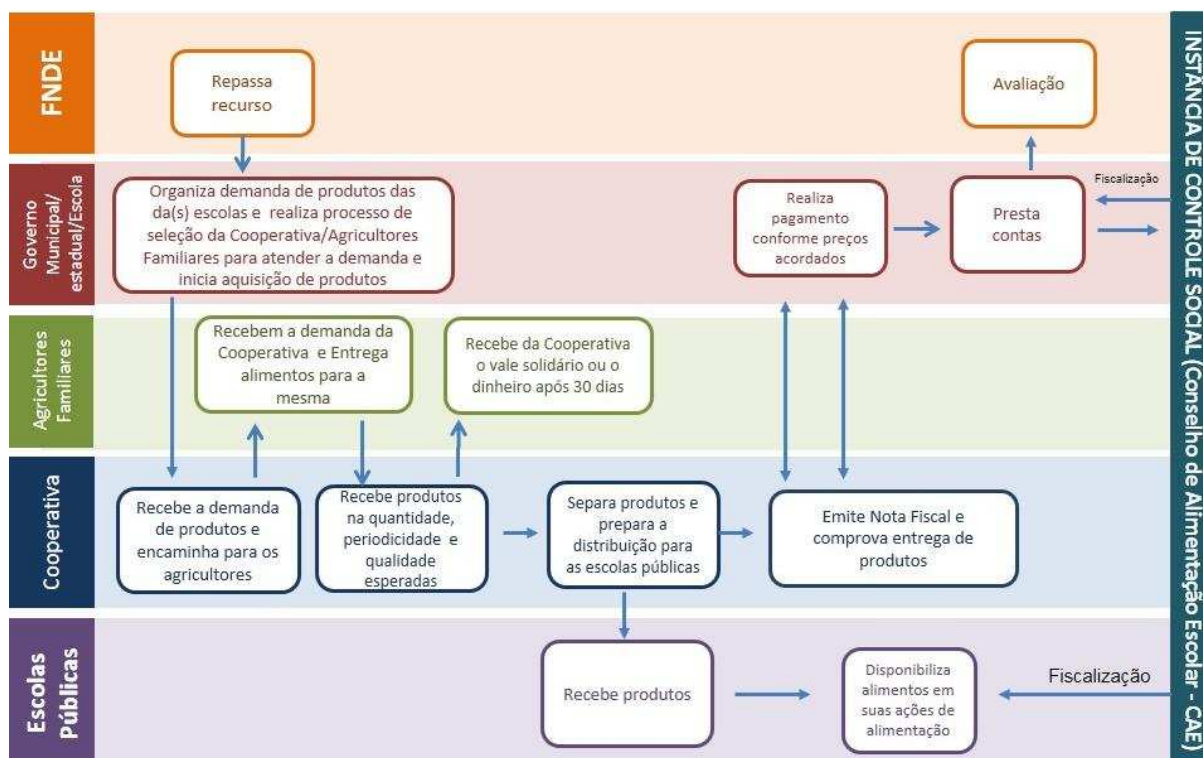 FNDE
Repassa
recurso
Avaliação
Governo
Municipal/
estadual/Escola
Organiza demanda de produtos das
da(s) escolas e realiza processo de
seleção da Cooperativa/Agricultores
Familiares para atender a demanda e
inicia aquisição de produtos
Realiza
pagamento
conforme preços
acordados
Presta
contas
Fiscalização
Agricultores
Familiares
Recebem a demanda da
Cooperativa e Entrega
alimentos para a
mesma
Recebe da Cooperativa
o vale solidário ou o
dinheiro após 30 dias
Cooperativa
Recebe a demanda
de produtos e
encaminha para os
agricultores
Recebe produtos
na quantidade,
periodicidade e
qualidade
esperadas
Separa produtos e
prepara a
distribuição para
as escolas públicas
Emite Nota Fiscal e
comprova entrega de
produtos
Escolas
Públicas
Recebe produtos
Disponibiliza
alimentos em
suas ações de
alimentação
Fiscalização
INSTÂNCIA DE CONTROLE SOCIAL (Conselho de Alimentação Escolar - CAE)